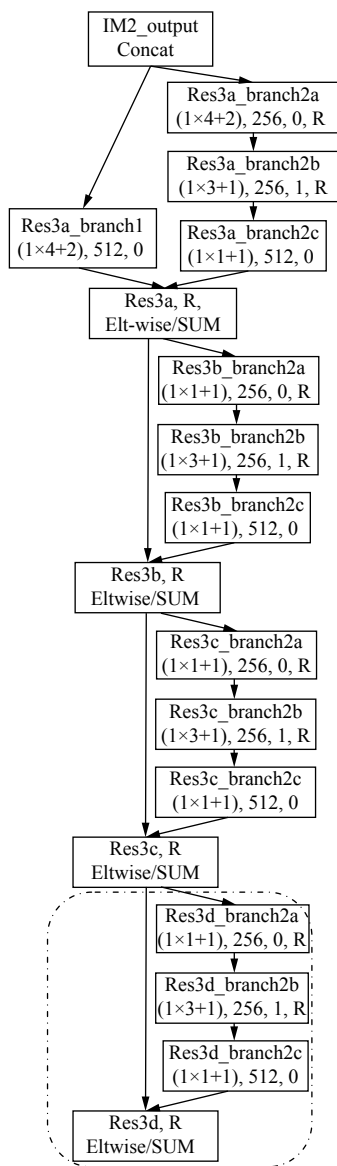 IM2_output
Concat
Res3a_branch2a
(1×4+2), 256, 0, R
Res3a_branch2b
(1×3+1), 256, 1, R
Res3a_branch1
(1×4+2), 512, 0
Res3a_branch2c
(1×1+1), 512, 0
Res3a, R,
Elt-wise/SUM
Res3b_branch2a
(1×1+1), 256, 0, R
Res3b_branch2b
(1×3+1), 256, 1, R
Res3b_branch2c
(1×1+1), 512, 0
Res3b, R
Eltwise/SUM
Res3c_branch2a
(1×1+1), 256, 0, R
Res3c_branch2b
(1×3+1), 256, 1, R
Res3c_branch2c
(1×1+1), 512, 0
Res3c, R
Eltwise/SUM
Res3d_branch2a
(1×1+1), 256, 0, R
Res3d_branch2b
(1×3+1), 256, 1, R
Res3d_branch2c
(1×1+1), 512, 0
Res3d, R
Eltwise/SUM